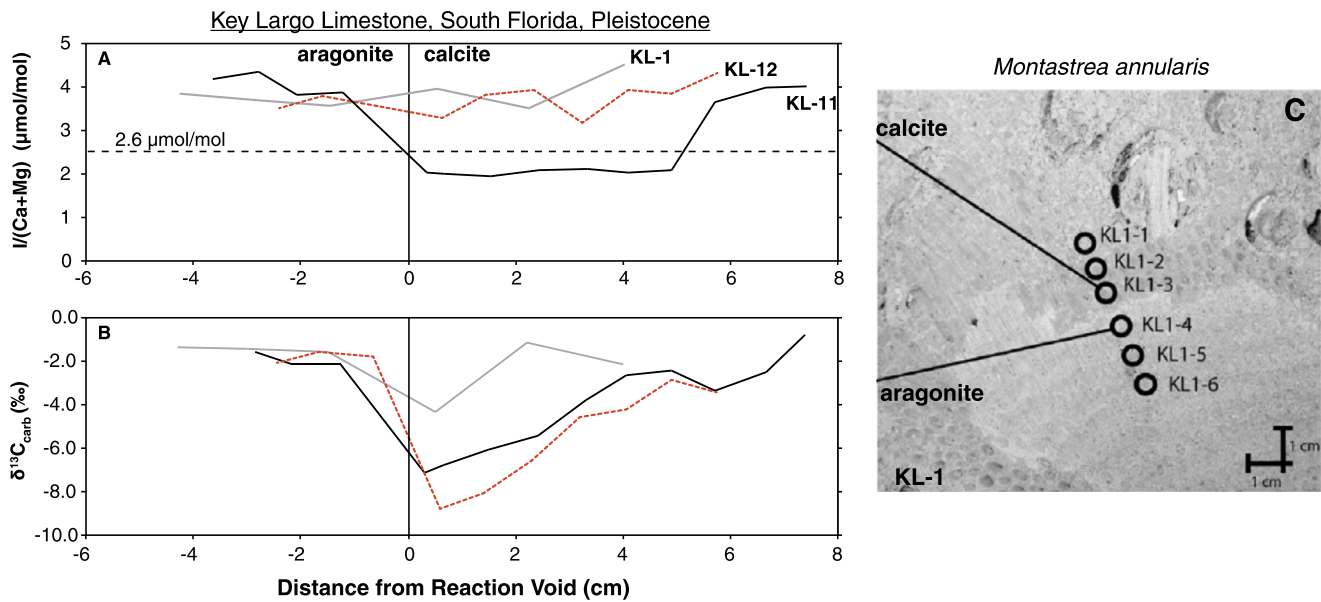 Key Largo Limestone, South Florida, Pleistocene
A
aragonite
calcite
KL-1
KL-12
KL-11
2.6 µmol/mol
I/(Ca+Mg) (µmol/mol)
5
4
3
2
1
0
-6
-4
-2
0
2
4
6
8
B
δ¹³Ccarb (‰)
0.0
-2.0
-4.0
-6.0
-8.0
-10.0
-6
-4
-2
0
2
4
6
8
Distance from Reaction Void (cm)
Montastrea annularis
C
calcite
KL1-1
KL1-2
KL1-3
KL1-4
KL1-5
KL1-6
aragonite
KL-1
1 cm
1 cm